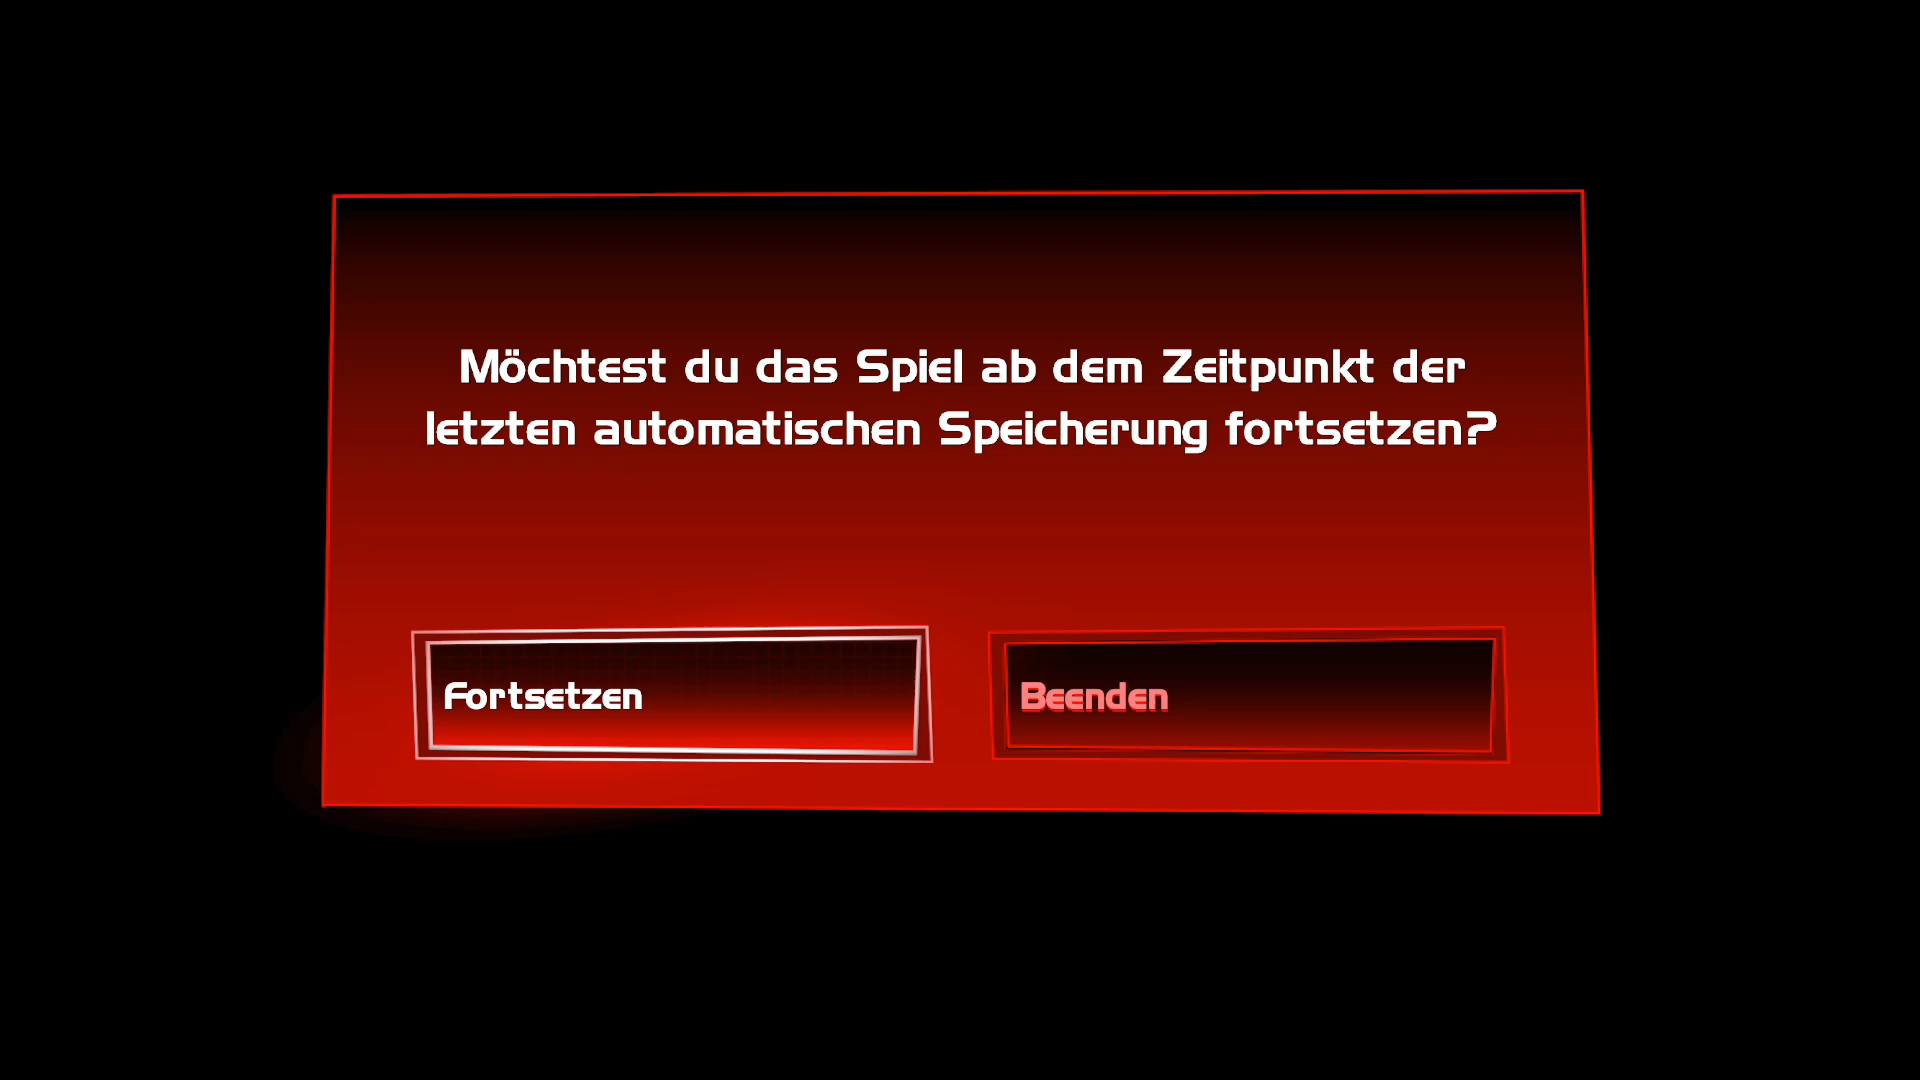 Möchtest du das Spiel ab dem Zeitpunkt der
letzten automatischen Speicherung fortsetzen?
Fortsetzen
Beenden